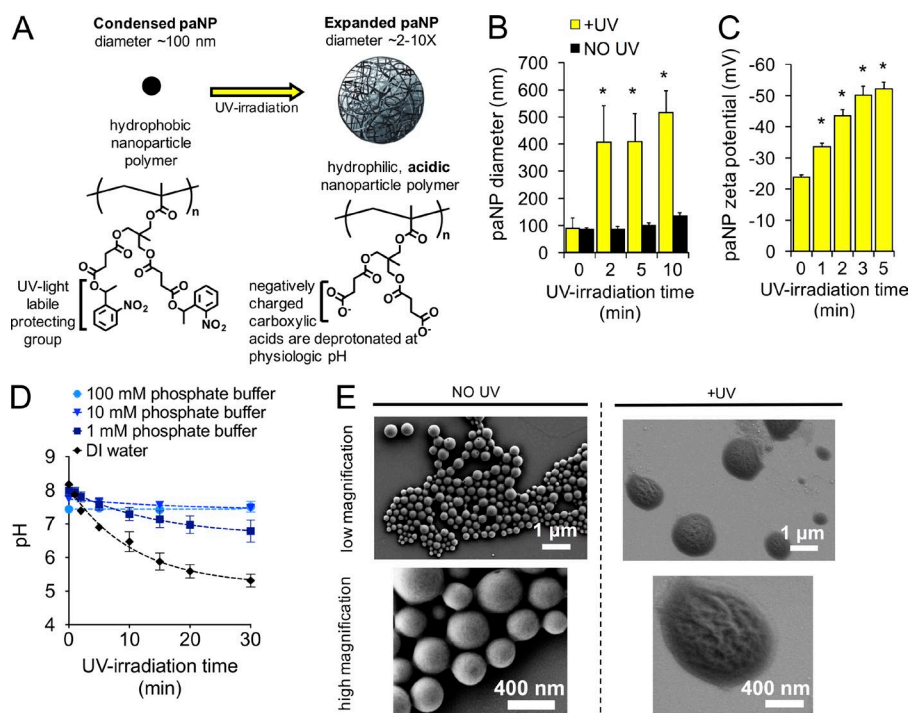 A
Condensed paNP
diameter ~100 nm
UV-irradiation
Expanded paNP
diameter ~2-10X
hydrophobic
nanoparticle
polymer
hydrophilic, acidic
nanoparticle polymer
n
O
O
O
O
O
O
O
O
O
O
NO₂
NO₂
UV-light
labile
protecting
group
n
O
O
O
O
O
O
O
O⁻
O
O⁻
negatively
charged
carboxylic
acids are deprotonated at
physiologic pH
B
+UV
NO UV
paNP diameter (nm)
700
600
500
400
300
200
100
0
* * *
0 2 5 10
UV-irradiation time
(min)
C
paNP zeta potential (mV)
-60
-50
-40
-30
-20
-10
0
* * * *
0 1 2 3 5
UV-irradiation time
(min)
D
100 mM phosphate buffer
10 mM phosphate buffer
1 mM phosphate buffer
DI water
pH
9
8
7
6
5
4
0 10 20 30
UV-irradiation time
(min)
E
NO UV
+UV
low magnification
1 µm
1 µm
high magnification
400 nm
400 nm